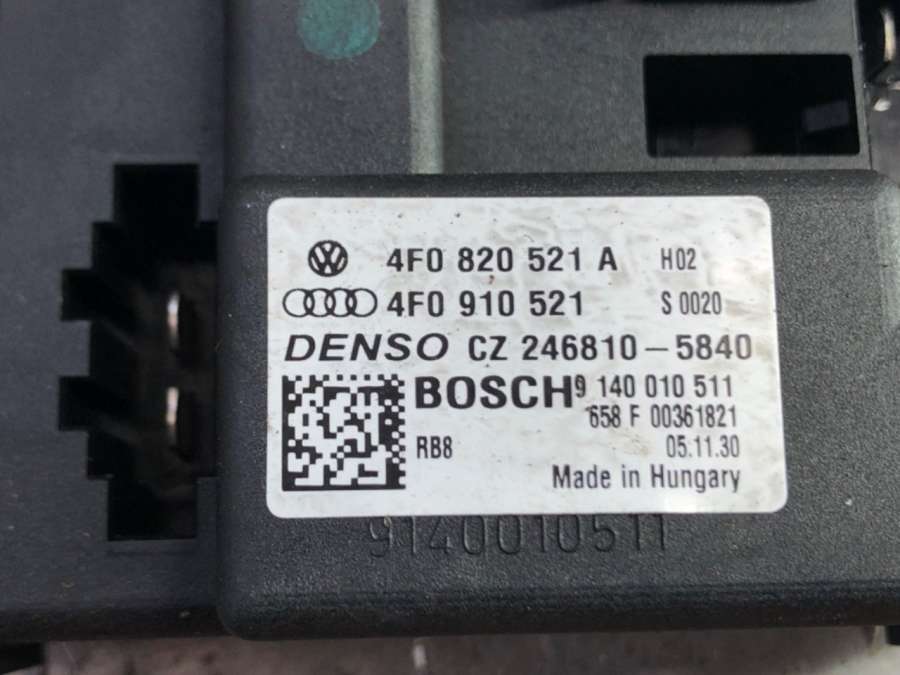 4F0 820 521 A H02
4F0 910 521 S 0020
DENSO CZ 246810-5840
BOSCH 9 140 010 511
658 F 00361821
RB8 05.11.30
Made in Hungary
9140010511